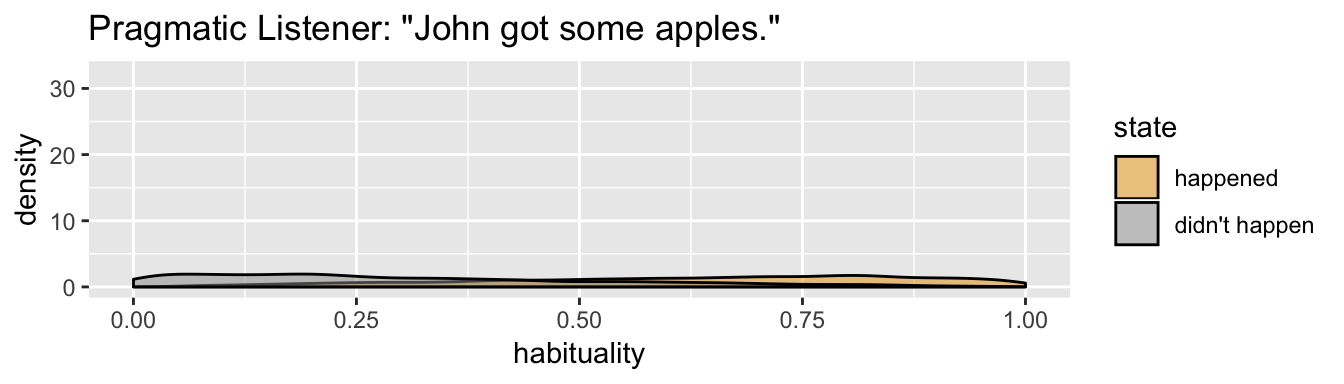 Pragmatic Listener: "John got some apples."
30
20
10
0
density
0.00 0.25 0.50 0.75 1.00
habituality
state
happened
didn't happen